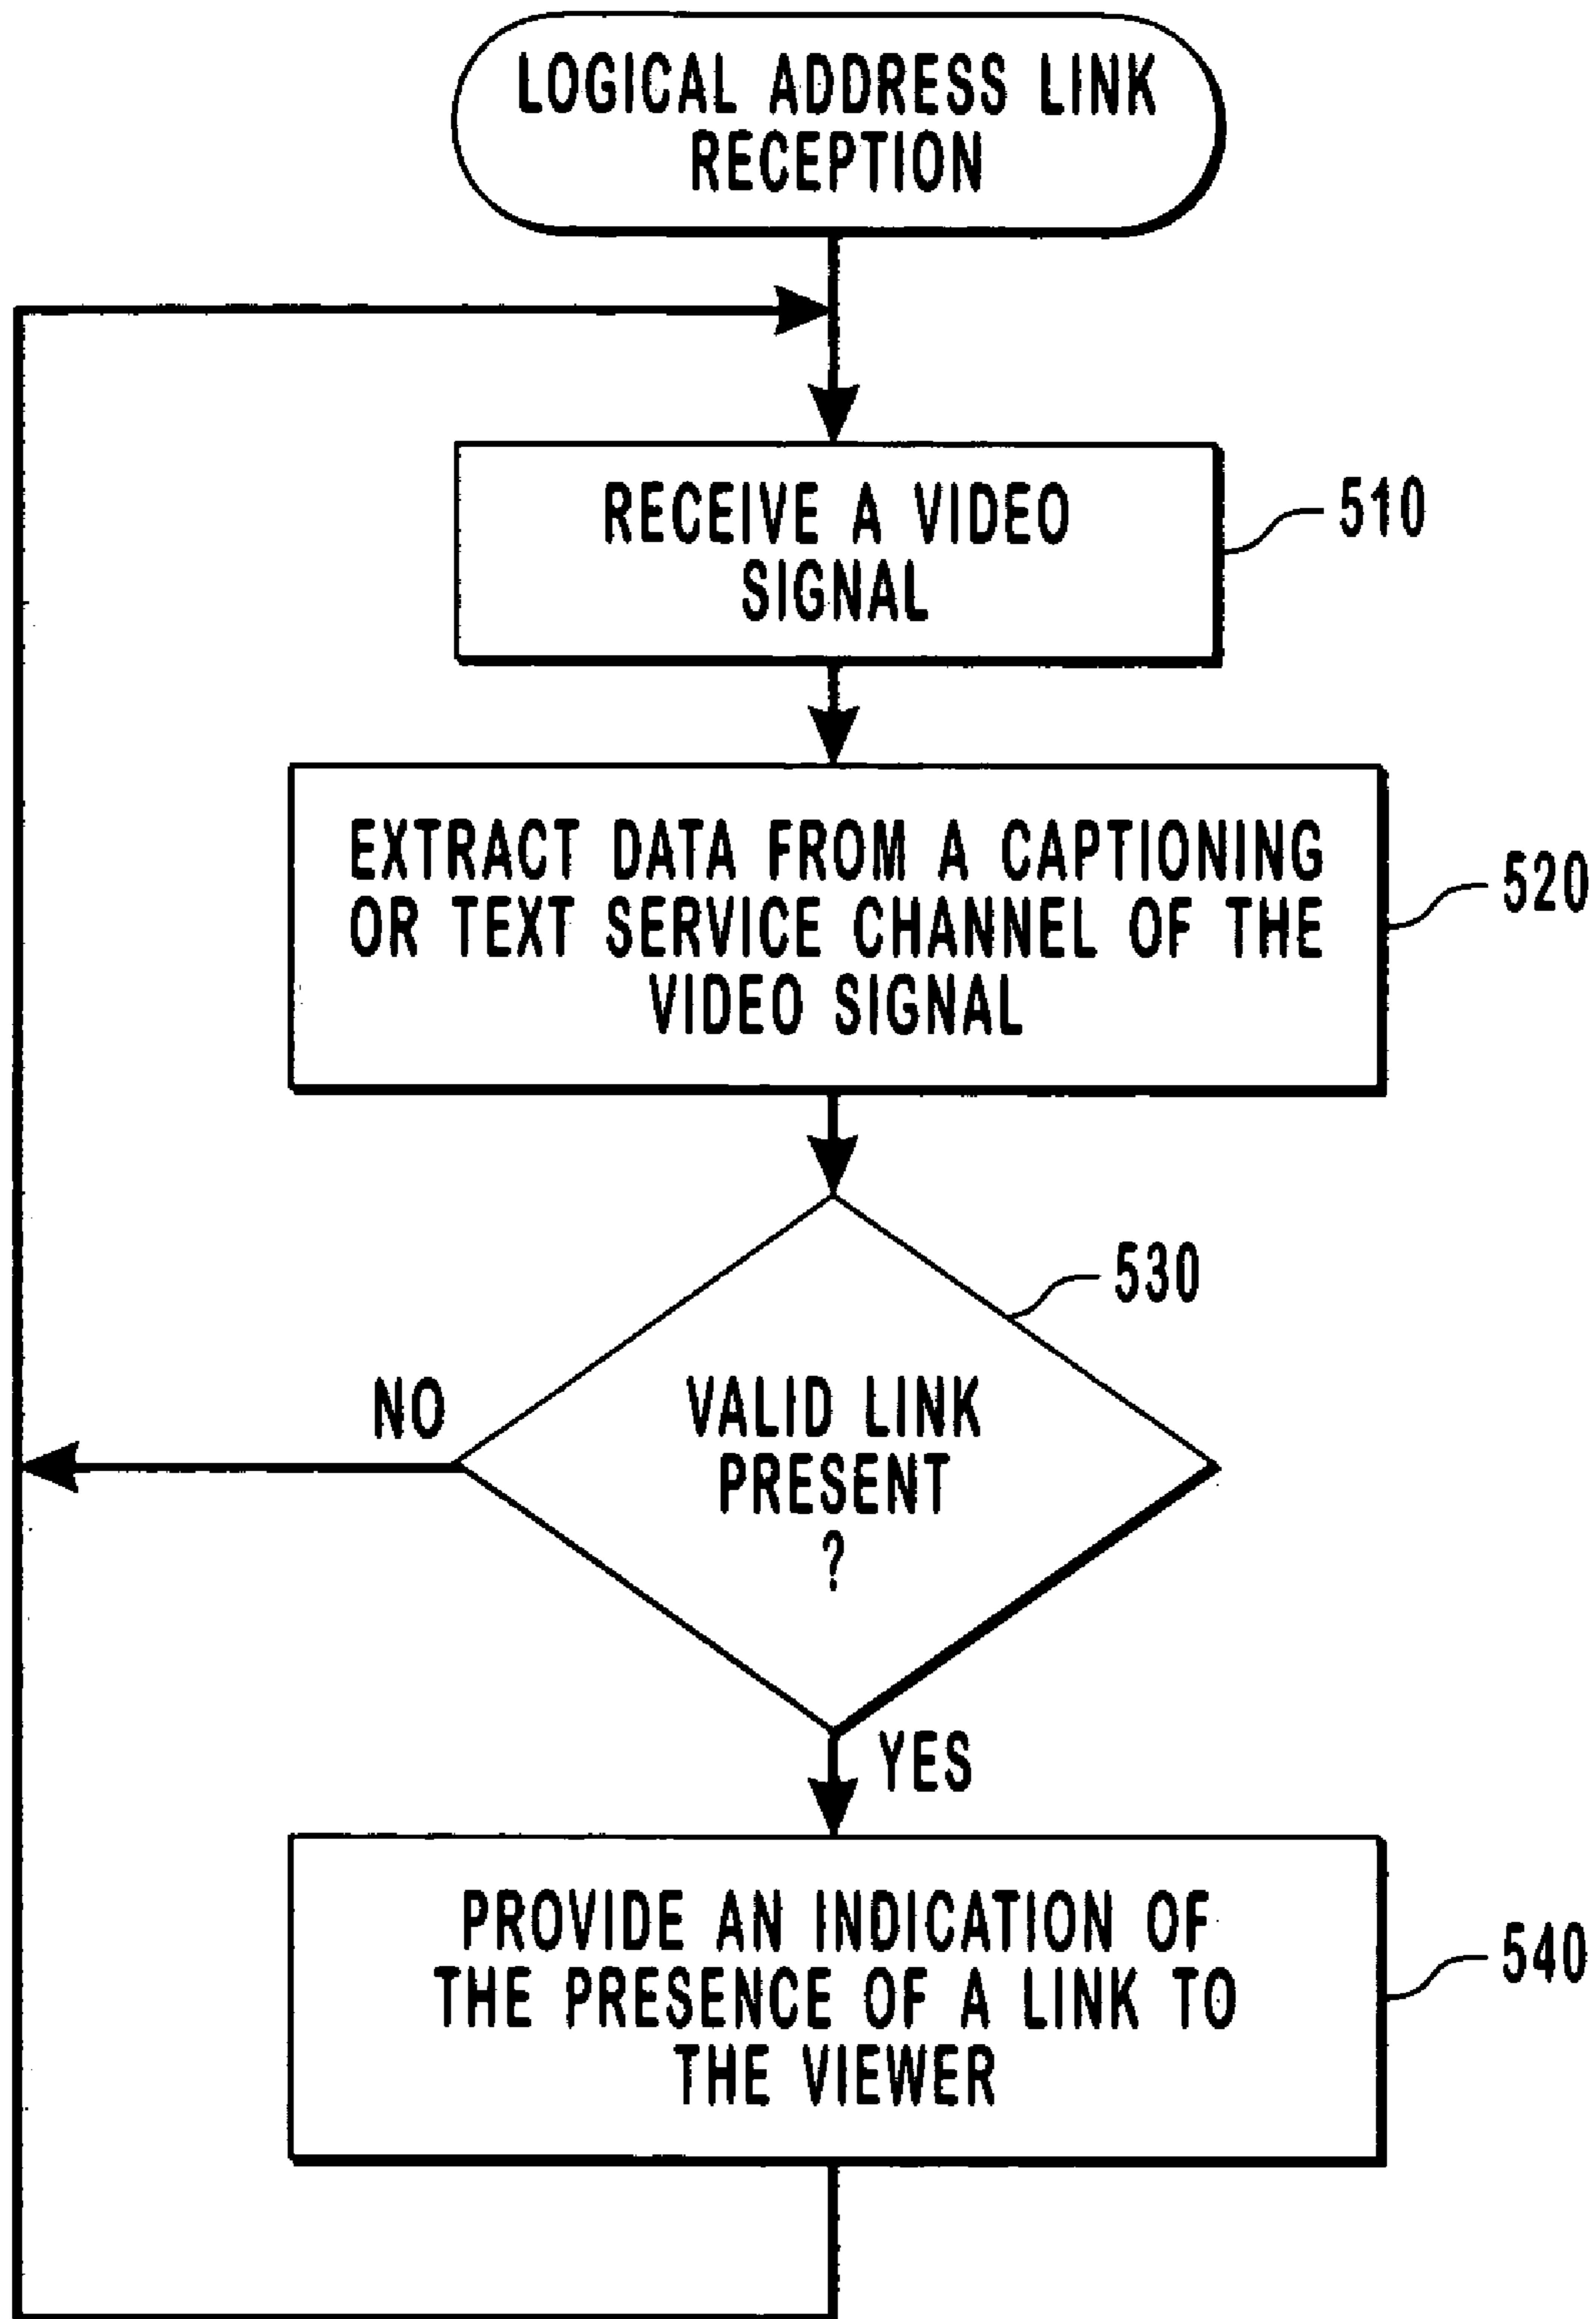 LOGICAL ADDRESS LINK
RECEPTION
RECEIVE A VIDEO
SIGNAL
510
EXTRACT DATA FROM A CAPTIONING
OR TEXT SERVICE CHANNEL OF THE
VIDEO SIGNAL
520
530
NO
VALID LINK
PRESENT
?
YES
PROVIDE AN INDICATION OF
THE PRESENCE OF A LINK TO
THE VIEWER
540